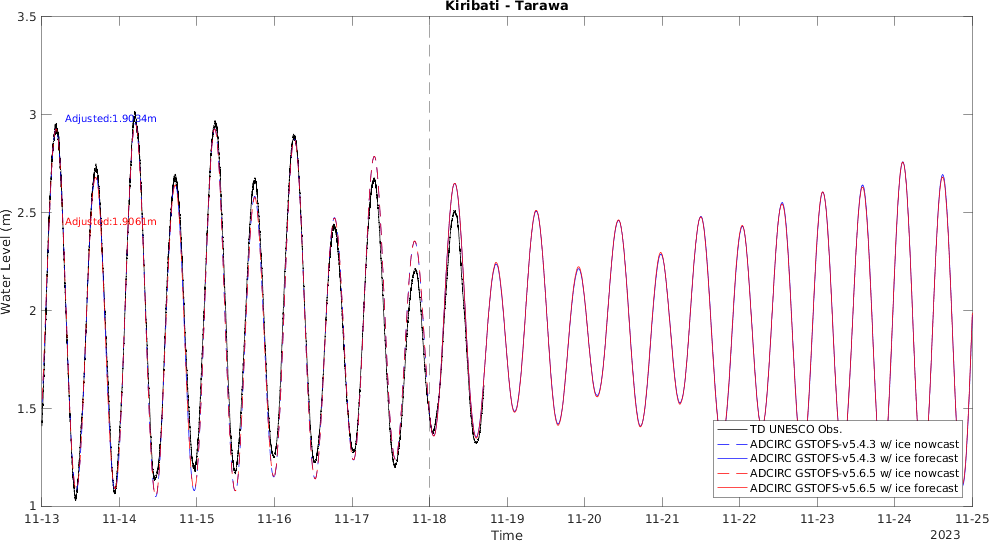 Kiribati - Tarawa
Water Level (m)
3.5
3
2.5
2
1.5
1
Adjusted:1.9034m
Adjusted:1.9061m
TD UNESCO Obs.
ADCIRC GSTOFS-v5.4.3 w/ ice nowcast
ADCIRC GSTOFS-v5.4.3 w/ ice forecast
ADCIRC GSTOFS-v5.6.5 w/ ice nowcast
ADCIRC GSTOFS-v5.6.5 w/ ice forecast
11-13 11-14 11-15 11-16 11-17 11-18 11-19 11-20 11-21 11-22 11-23 11-24 11-25
Time
2023